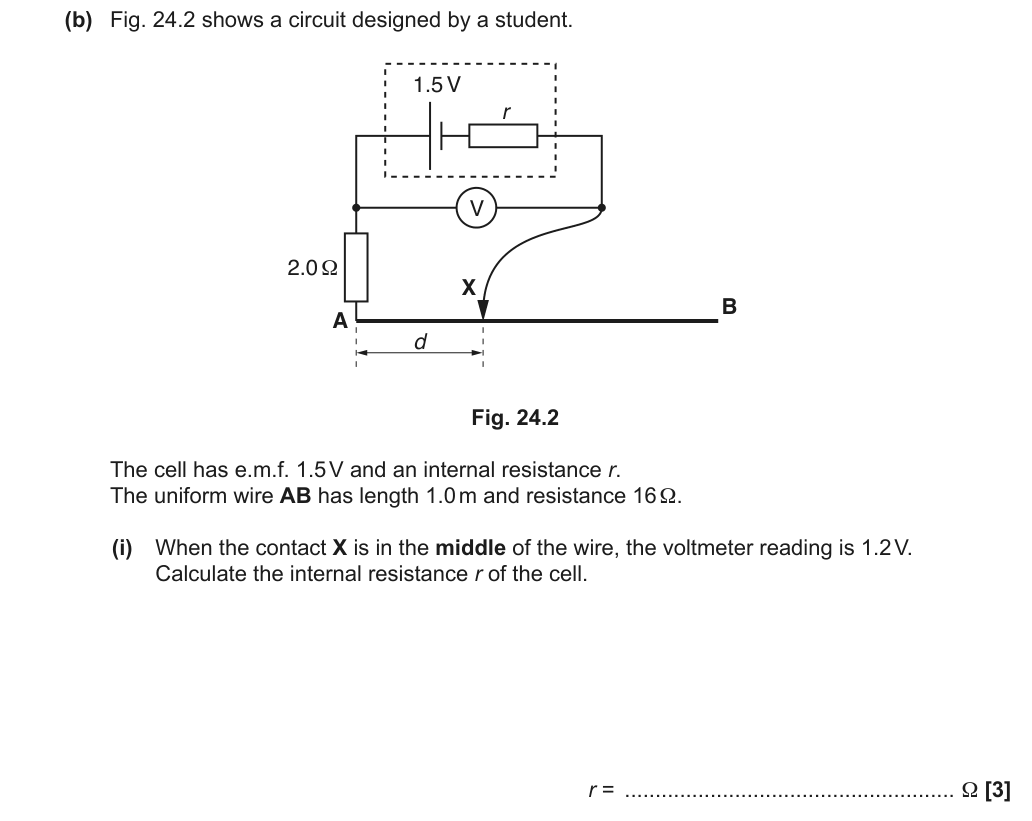 (b) Fig. 24.2 shows a circuit designed by a student.
1.5 V
r
V
2.0 Ω
X
B
A
d
Fig. 24.2
The cell has e.m.f. 1.5 V and an internal resistance r.
The uniform wire AB has length 1.0 m and resistance 16 Ω.
(i) When the contact X is in the middle of the wire, the voltmeter reading is 1.2 V.
Calculate the internal resistance r of the cell.
r = ...................................................... Ω [3]